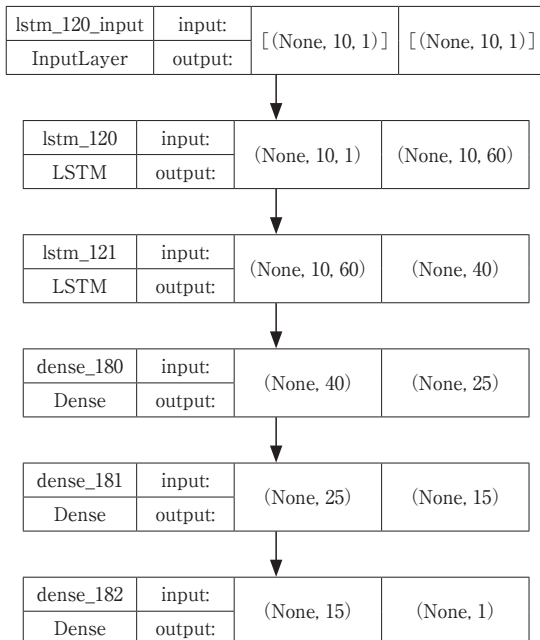 lstm_120_input input: [(None, 10, 1)] [(None, 10, 1)]
InputLayer output:
lstm_120 input: (None, 10, 1) (None, 10, 60)
LSTM output:
lstm_121 input: (None, 10, 60) (None, 40)
LSTM output:
dense_180 input: (None, 40) (None, 25)
Dense output:
dense_181 input: (None, 25) (None, 15)
Dense output:
dense_182 input: (None, 15) (None, 1)
Dense output: